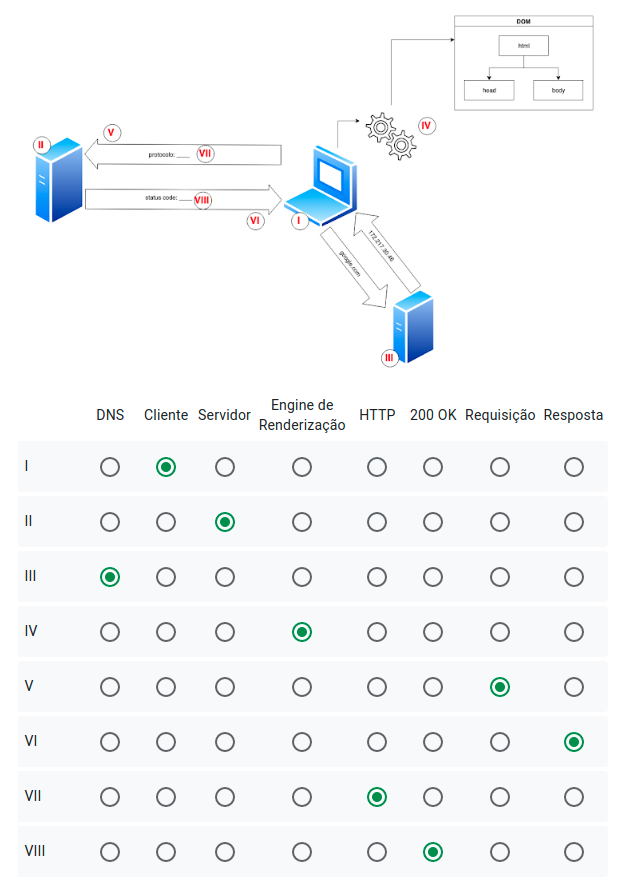 DOM
html
head
body
IV
V
II
protocolo: ____ VII
status code: ____ VIII
VI
I
google.com
172.217.30.46
III
DNS Cliente Servidor Engine de Renderização HTTP 200 OK Requisição Resposta
I
II
III
IV
V
VI
VII
VIII